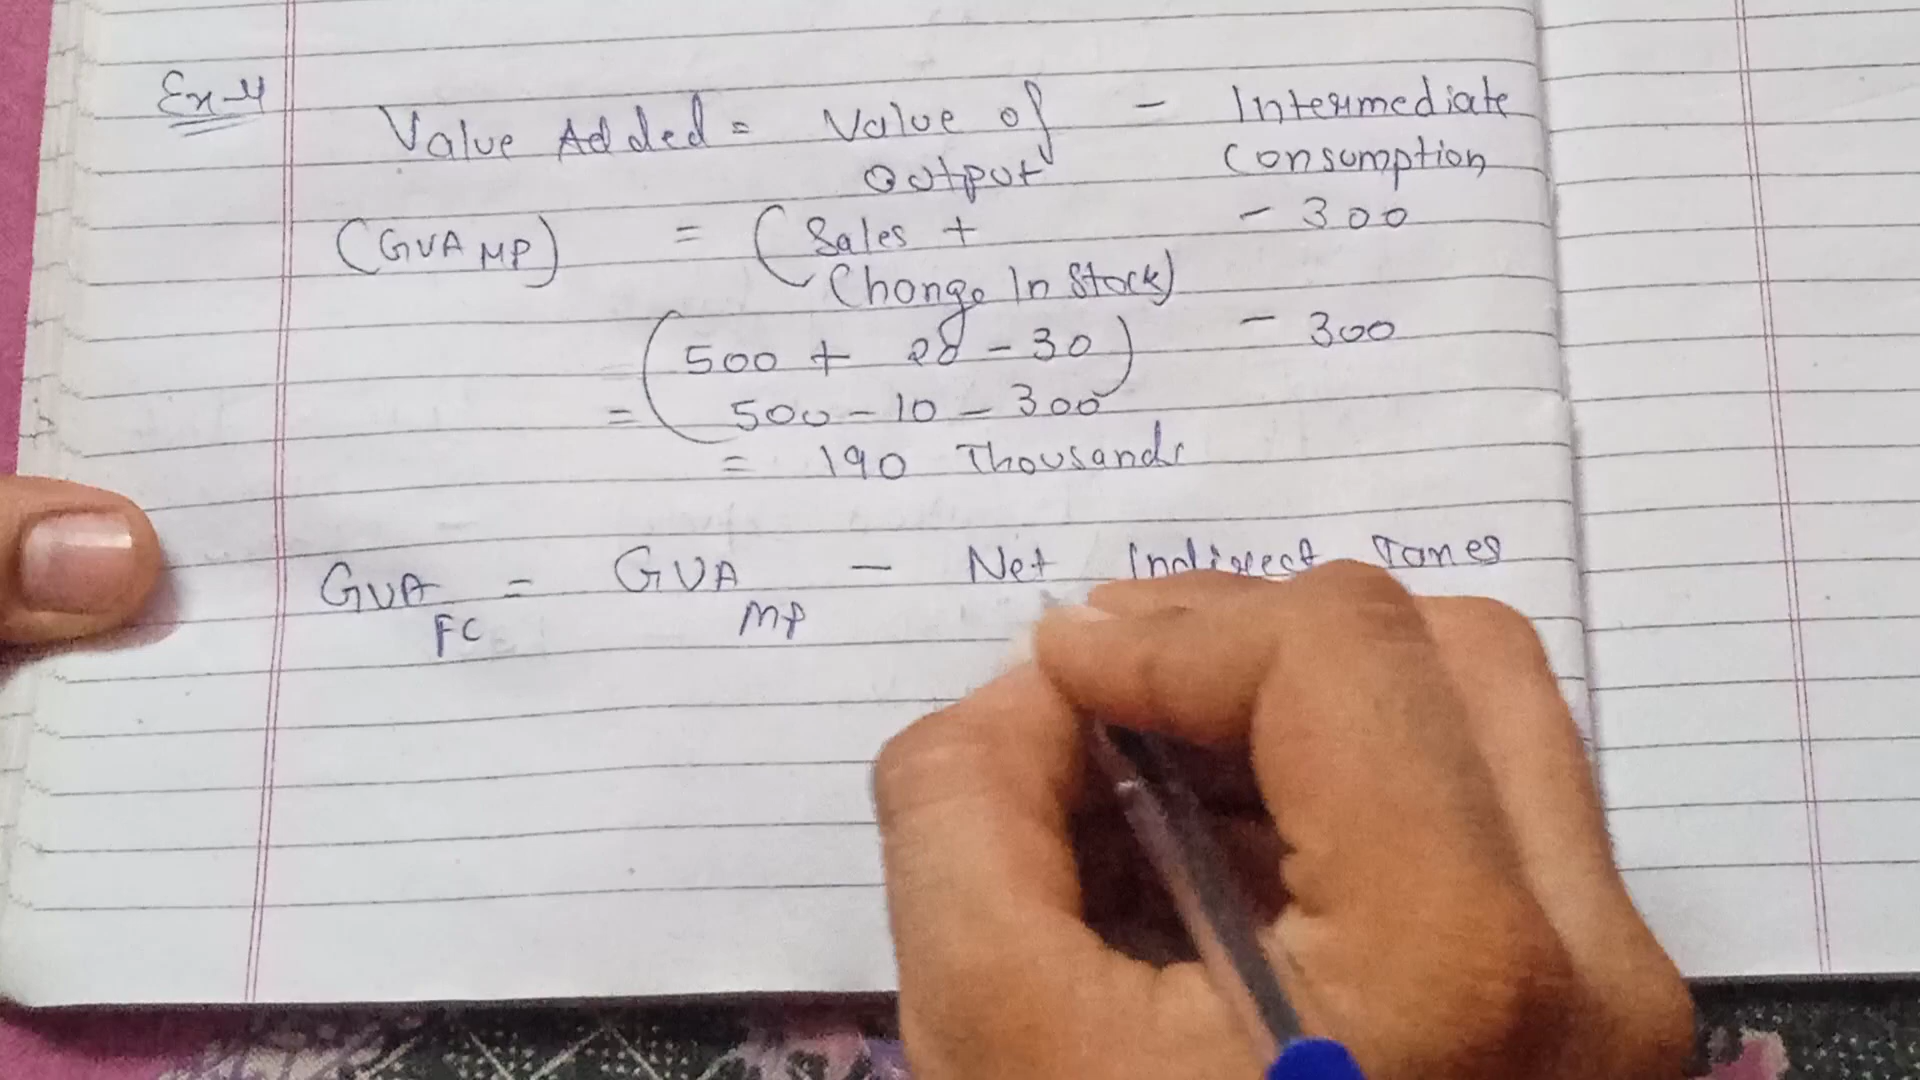 Ex-4
Value Added = Value of Output - Intermediate Consumption
(GVA MP) = (Sales + Change In Stock) - 300
= (500 + 20 - 30) - 300
500 - 10 - 300
= 190 Thousands
GVA FC = GVA MP - Net Indirect Taxes